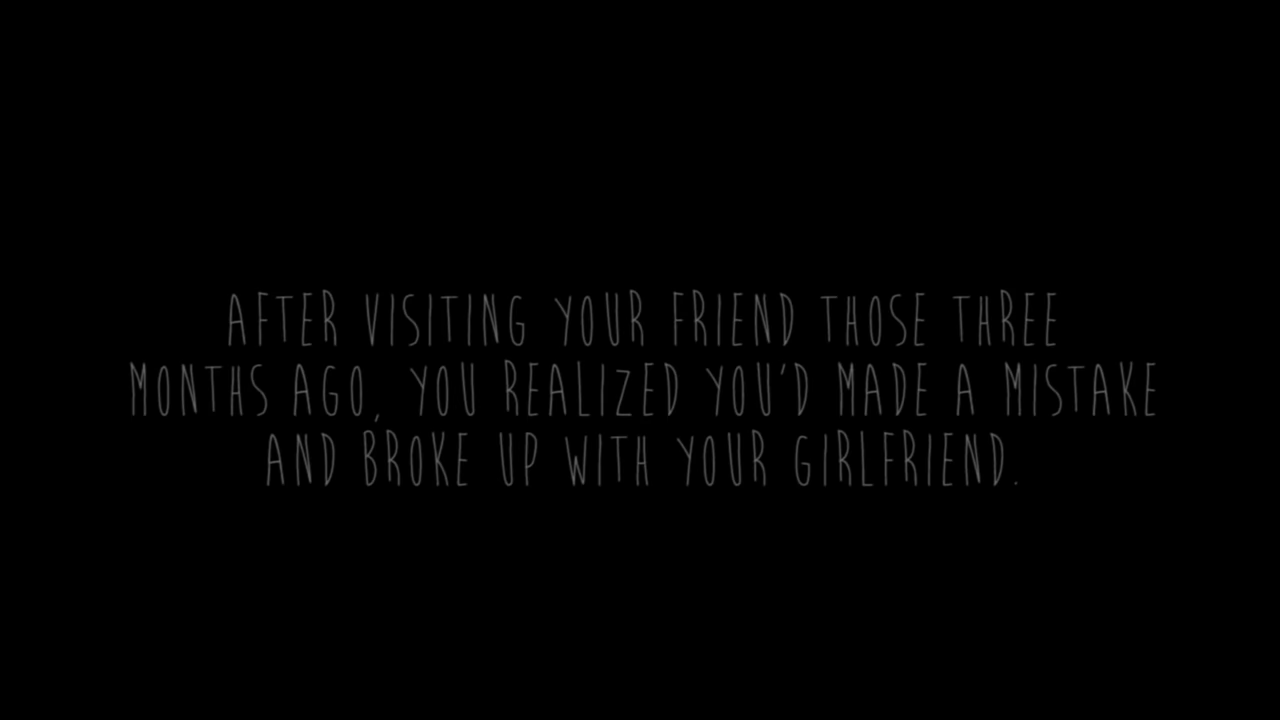 AFTER VISITING YOUR FRIEND THOSE THREE
MONTHS AGO, YOU REALIZED YOU'D MADE A MISTAKE
AND BROKE UP WITH YOUR GIRLFRIEND.